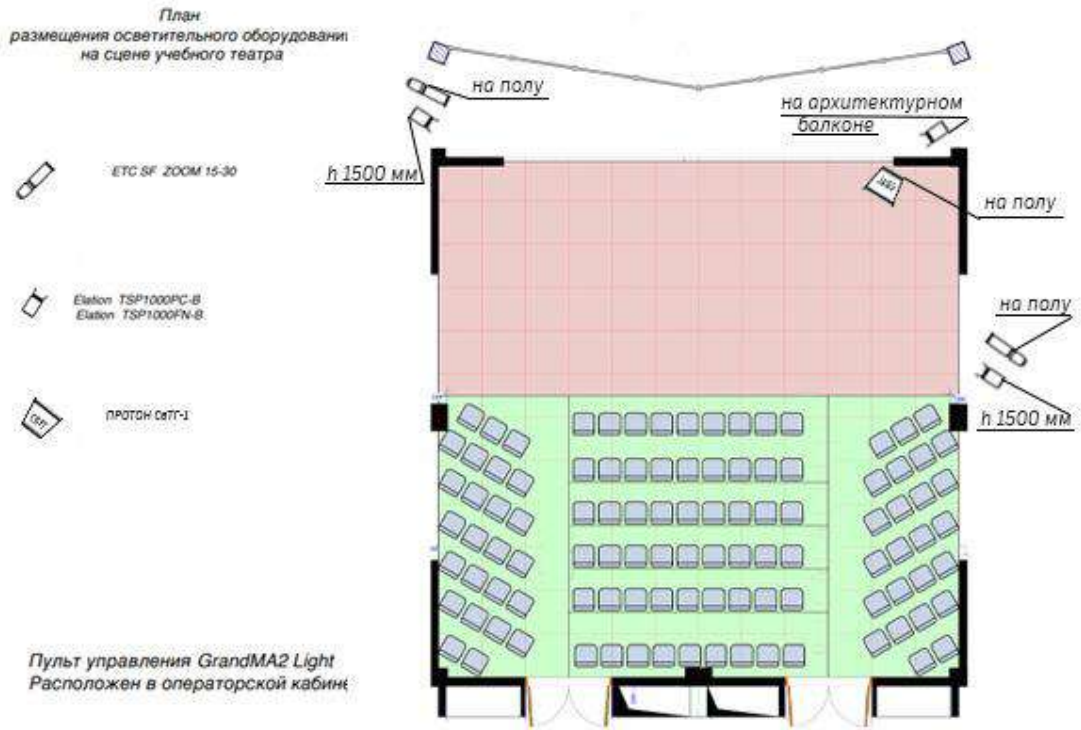 План
размещения осветительного оборудовани
на сцене учебного театра
на полу
на архитектурном
балконе
ETC SF ZOOM 15-30
h 1500 мм
на полу
Elation TSP1000PC-B
Elation TSP1000FN-B
на полу
ПРОТОН СвТГ-1
h 1500 мм
Пульт управления GrandMA2 Light
Расположен в операторской кабине